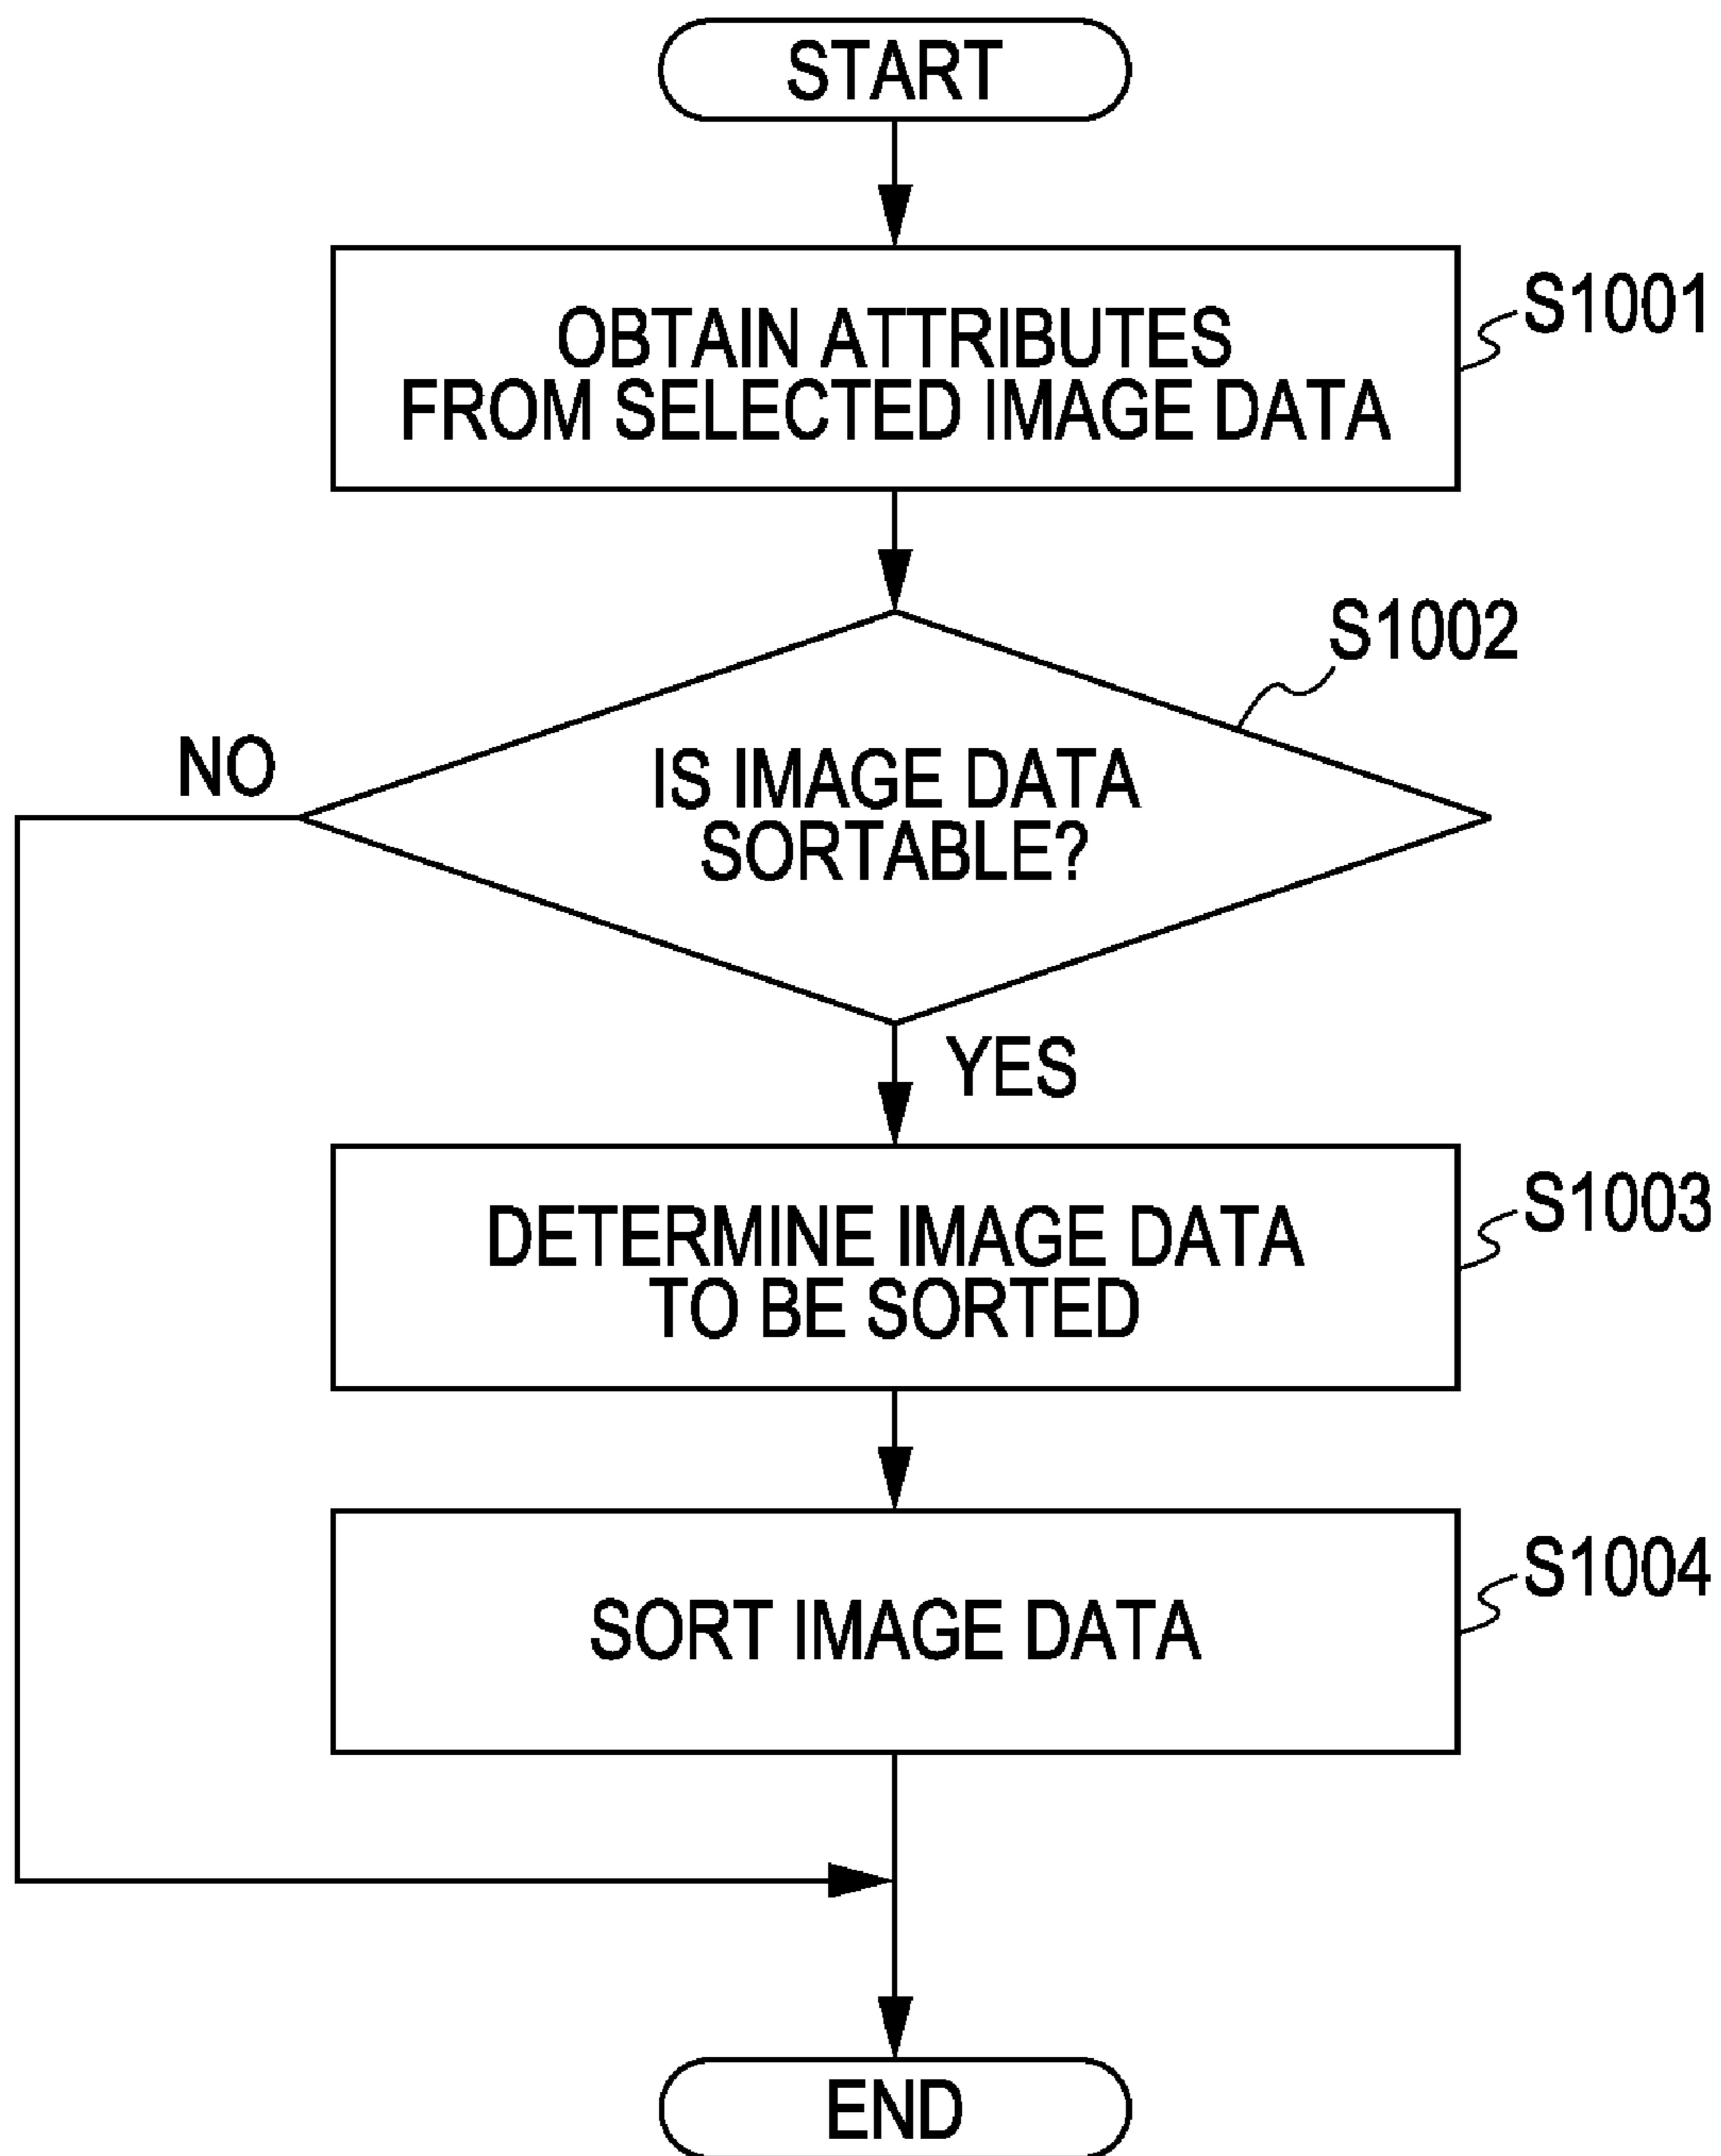 START
OBTAIN ATTRIBUTES
FROM SELECTED IMAGE DATA
S1001
S1002
NO
IS IMAGE DATA
SORTABLE?
YES
DETERMINE IMAGE DATA
TO BE SORTED
S1003
SORT IMAGE DATA
S1004
END